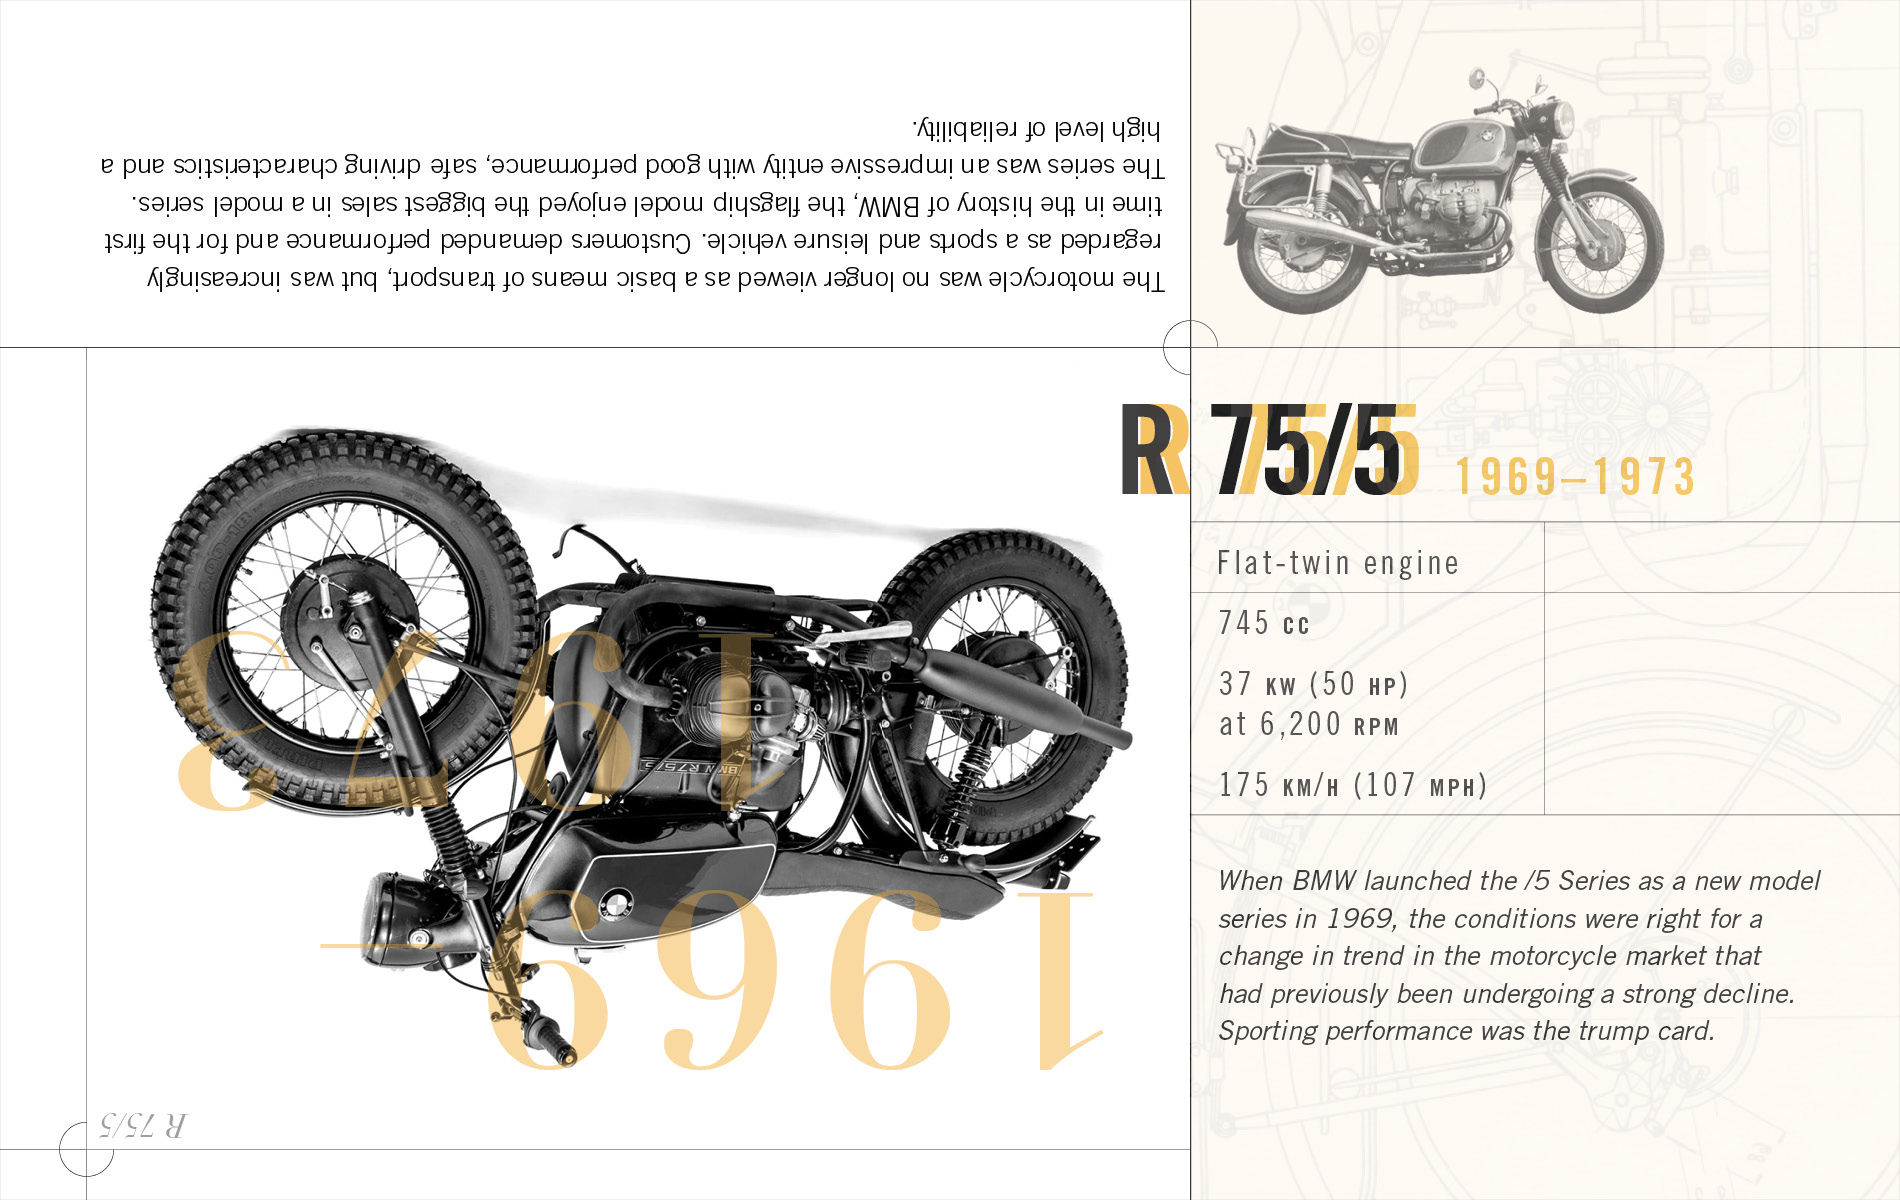 The motorcycle was no longer viewed as a basic means of transport, but was increasingly
regarded as a sports and leisure vehicle. Customers demanded performance and for the first
time in the history of BMW, the flagship model enjoyed the biggest sales in a model series.
The series was an impressive entity with good performance, safe driving characteristics and a
high level of reliability.
1969–
1973
BMW R75/5
R 75/5
R 75/5 1969–1973
Flat-twin engine
745 CC
37 KW (50 HP)
at 6,200 RPM
175 KM/H (107 MPH)
When BMW launched the /5 Series as a new model
series in 1969, the conditions were right for a
change in trend in the motorcycle market that
had previously been undergoing a strong decline.
Sporting performance was the trump card.